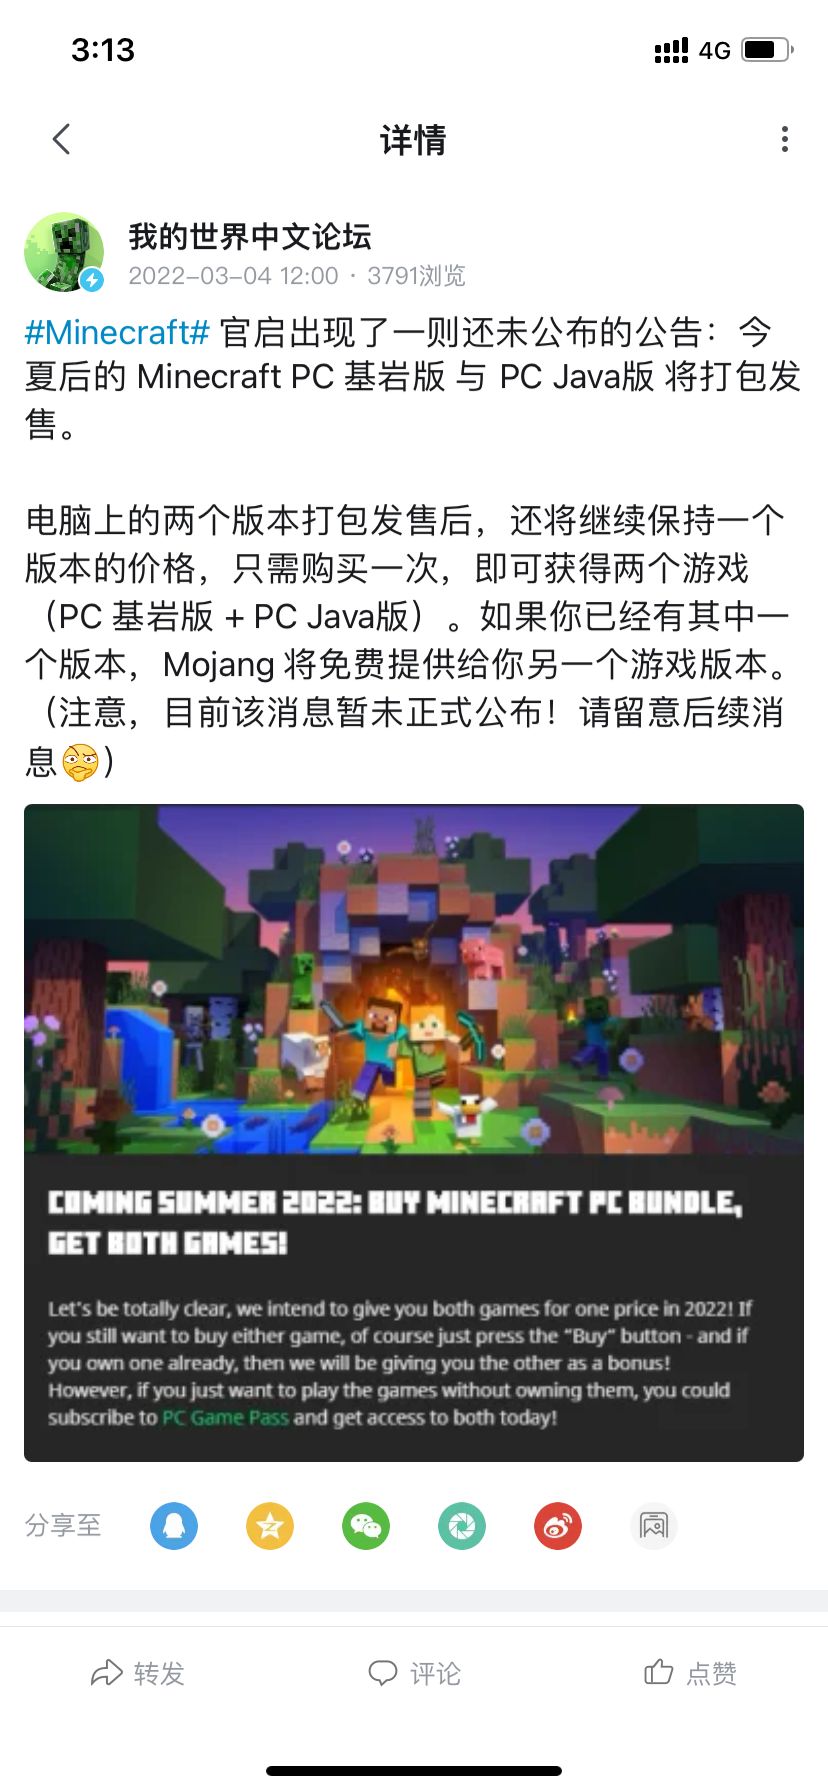 3:13
4G
详情
我的世界中文论坛
2022-03-04 12:00 · 3791浏览
#Minecraft# 官启出现了一则还未公布的公告：今
夏后的 Minecraft PC 基岩版 与 PC Java版 将打包发
售。
电脑上的两个版本打包发售后，还将继续保持一个
版本的价格，只需购买一次，即可获得两个游戏
（PC 基岩版 + PC Java版）。如果你已经有其中一
个版本，Mojang 将免费提供给你另一个游戏版本。
（注意，目前该消息暂未正式公布！请留意后续消
息🤔)
COMING SUMMER 2022: BUY MINECRAFT PC BUNDLE,
GET BOTH GAMES!
Let's be totally clear, we intend to give you both games for one price in 2022! If
you still want to buy either game, of course just press the "Buy" button - and if
you own one already, then we will be giving you the other as a bonus!
However, if you just want to play the games without owning them, you could
subscribe to PC Game Pass and get access to both today!
分享至
转发
评论
点赞